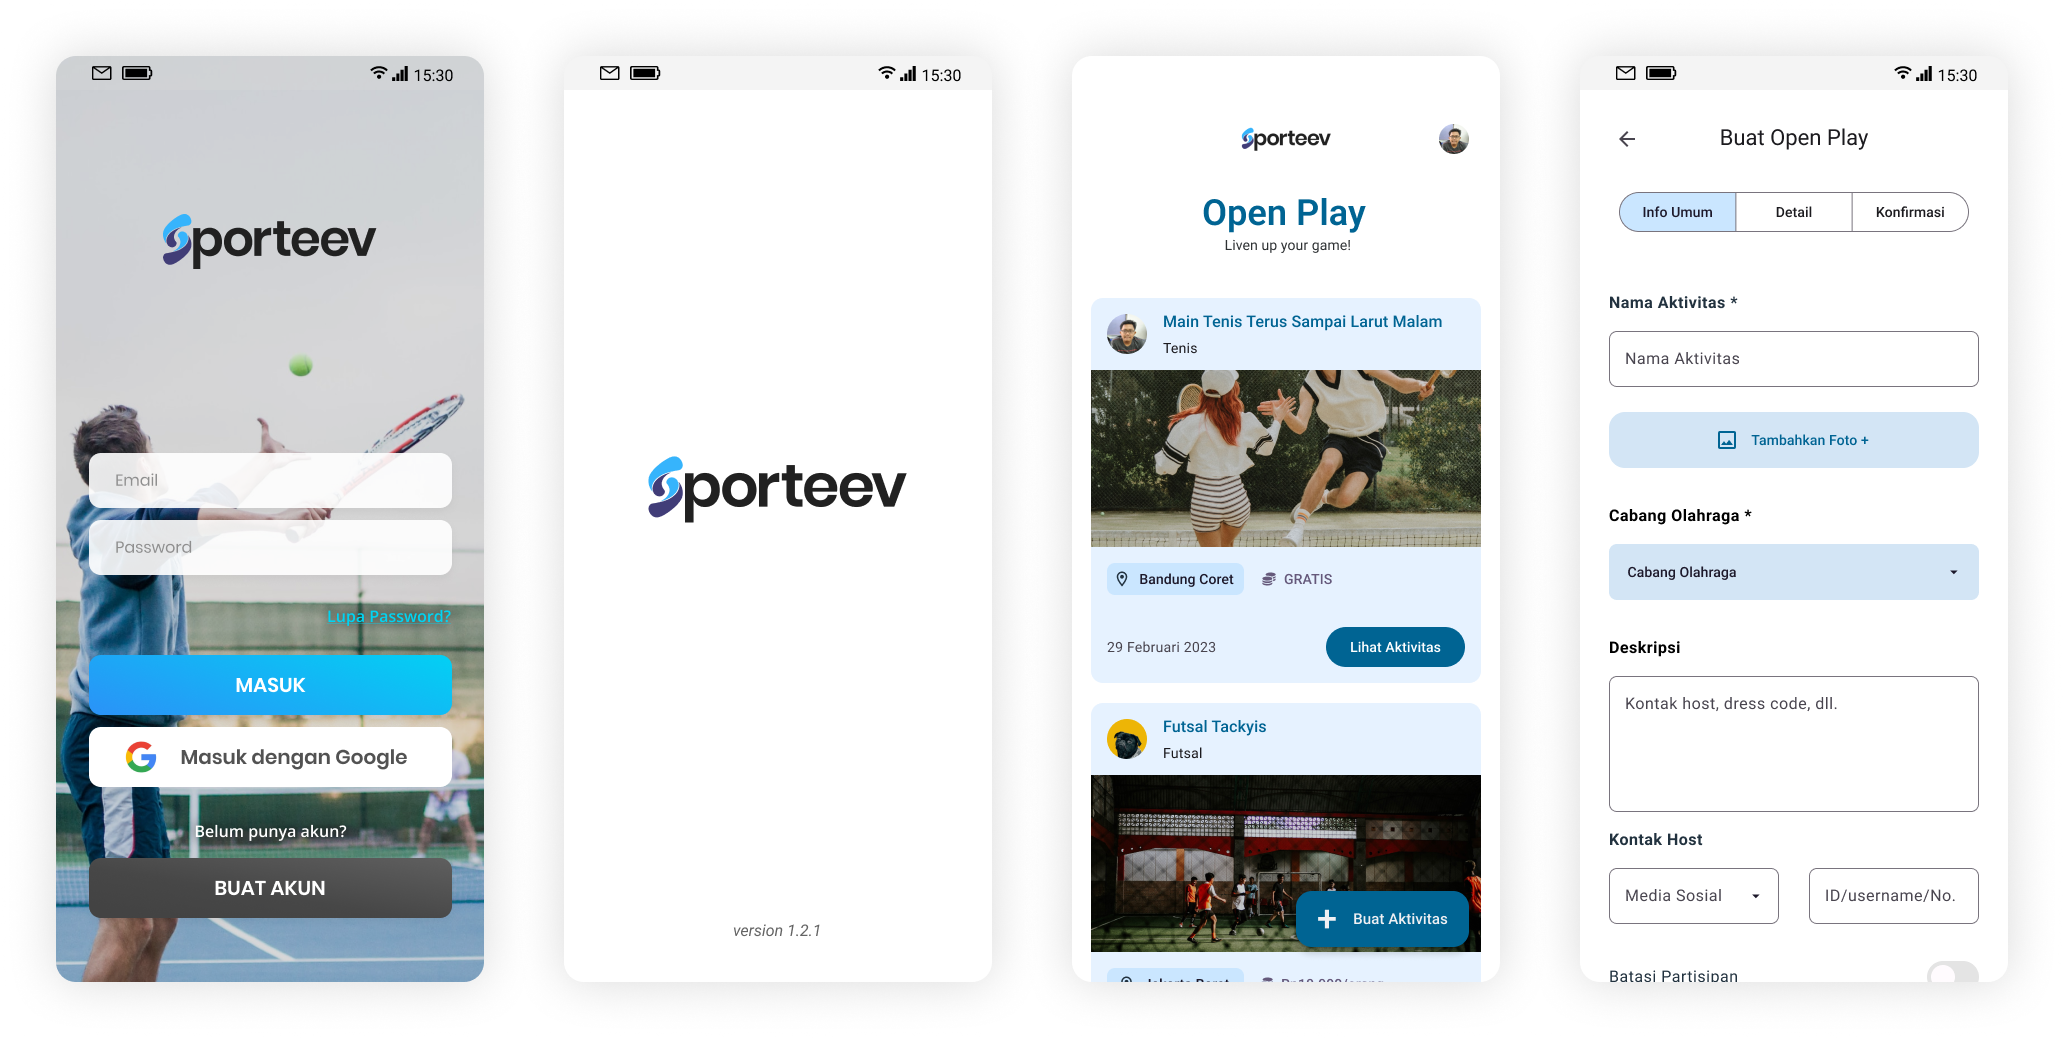 15:30
Sporteev
Email
Password
Lupa Password?
MASUK
Masuk dengan Google
Belum punya akun?
BUAT AKUN
15:30
Sporteev
version 1.2.1
Sporteev
Open Play
Liven up your game!
Main Tenis Terus Sampai Larut Malam
Tenis
Bandung Coret
GRATIS
29 Februari 2023
Lihat Aktivitas
Futsal Tackyis
Futsal
Buat Aktivitas
15:30
Buat Open Play
Info Umum
Detail
Konfirmasi
Nama Aktivitas *
Nama Aktivitas
Tambahkan Foto +
Cabang Olahraga *
Cabang Olahraga
Deskripsi
Kontak host, dress code, dll.
Kontak Host
Media Sosial
ID/username/No.
Batasi Partisipan